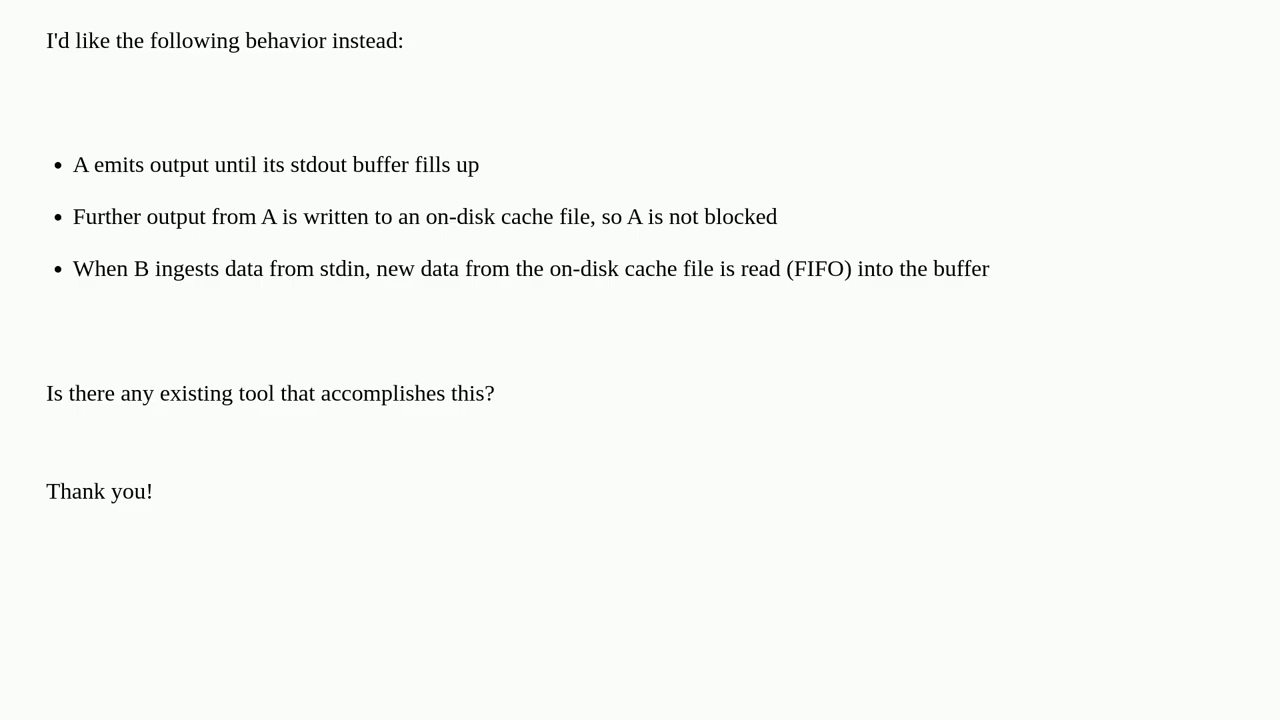 I'd like the following behavior instead:
• A emits output until its stdout buffer fills up
• Further output from A is written to an on-disk cache file, so A is not blocked
• When B ingests data from stdin, new data from the on-disk cache file is read (FIFO) into the buffer
Is there any existing tool that accomplishes this?
Thank you!